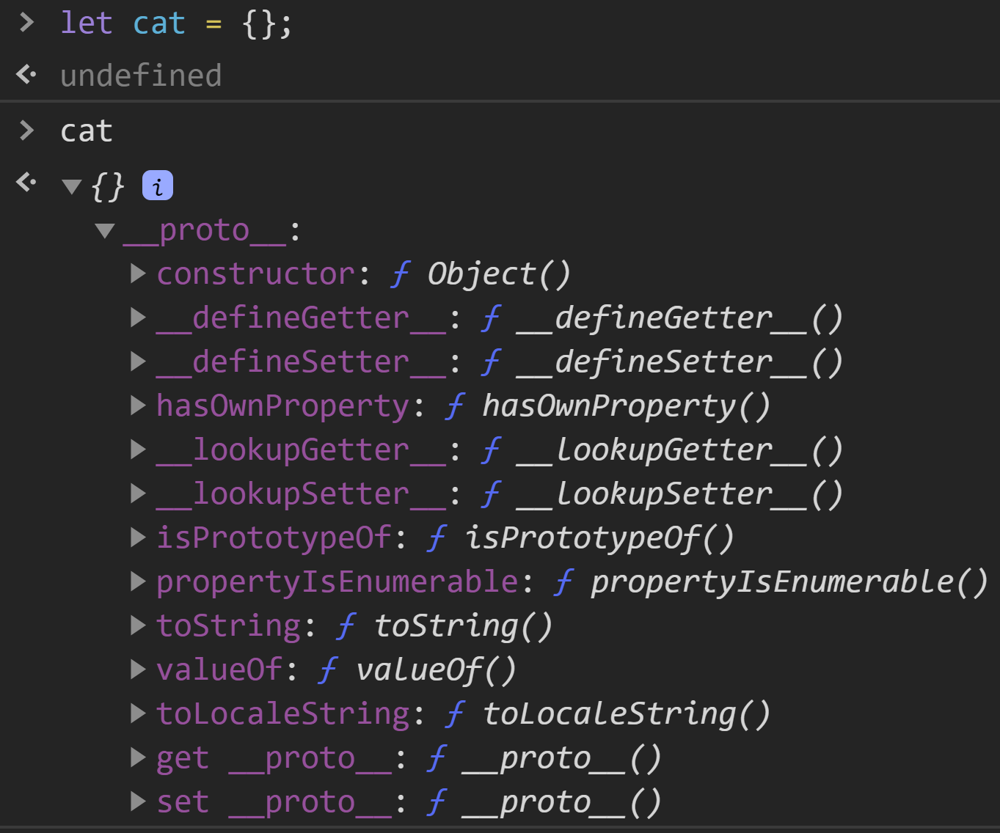 > let cat = {};
undefined
> cat
▼ {} i
▼ __proto__:
▶ constructor: ƒ Object()
▶ __defineGetter__: ƒ __defineGetter__()
▶ __defineSetter__: ƒ __defineSetter__()
▶ hasOwnProperty: ƒ hasOwnProperty()
▶ __lookupGetter__: ƒ __lookupGetter__()
▶ __lookupSetter__: ƒ __lookupSetter__()
▶ isPrototypeOf: ƒ isPrototypeOf()
▶ propertyIsEnumerable: ƒ propertyIsEnumerable()
▶ toString: ƒ toString()
▶ valueOf: ƒ valueOf()
▶ toLocaleString: ƒ toLocaleString()
▶ get __proto__: ƒ __proto__()
▶ set __proto__: ƒ __proto__()